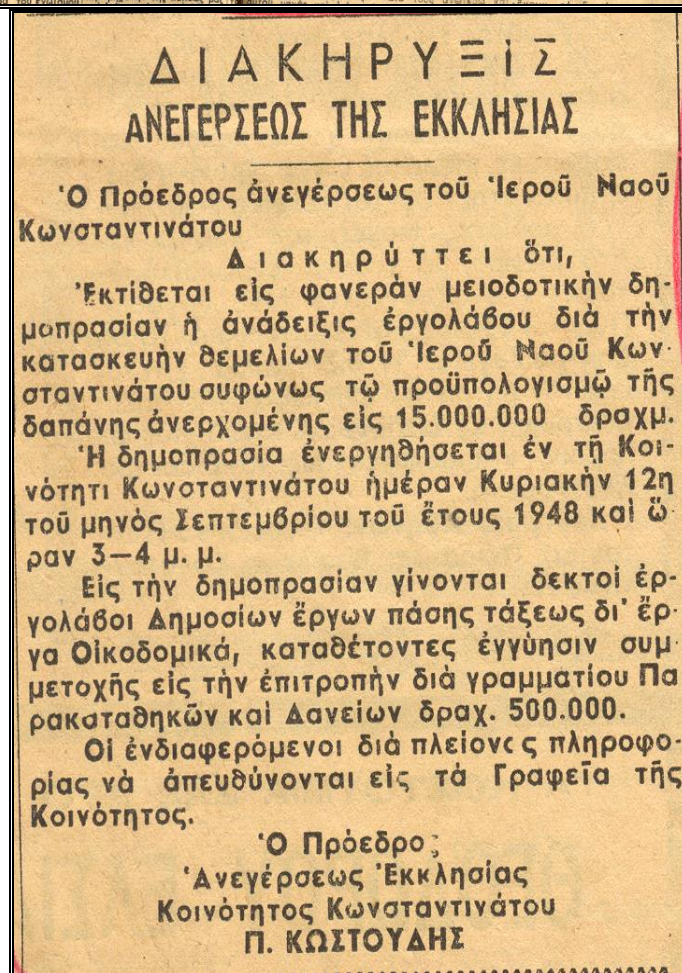 ΔΙΑΚΗΡΥΞΙΣ
ΑΝΕΓΕΡΣΕΩΣ ΤΗΣ ΕΚΚΛΗΣΙΑΣ
Ὁ Πρόεδρος ἀνεγέρσεως τοῦ Ἱεροῦ Ναοῦ
Κωνσταντινάτου
Διακηρύττει ὅτι,
Ἐκτίθεται εἰς φανερὰν μειοδοτικὴν δη-
μοπρασίαν ἡ ἀνάδειξις ἐργολάβου διὰ τὴν
κατασκευὴν θεμελίων τοῦ Ἱεροῦ Ναοῦ Κων-
σταντινάτου συφώνως τῷ προϋπολογισμῷ τῆς
δαπάνης ἀνερχομένης εἰς 15.000.000 δραχμ.
Ἡ δημοπρασία ἐνεργηθήσεται ἐν τῇ Κοι-
νότητι Κωνσταντινάτου ἡμέραν Κυριακὴν 12η
τοῦ μηνὸς Σεπτεμβρίου τοῦ ἔτους 1948 καὶ ὥ
ραν 3—4 μ. μ.
Εἰς τὴν δημοπρασίαν γίνονται δεκτοὶ ἐρ-
γολάβοι Δημοσίων ἔργων πάσης τάξεως δι' ἔρ-
γα Οἰκοδομικά, καταθέτοντες ἐγγύησιν συμ
μετοχῆς εἰς τὴν ἐπιτροπὴν διὰ γραμματίου Πα
ρακαταθηκῶν καὶ Δανείων δραχ. 500.000.
Οἱ ἐνδιαφερόμενοι διὰ πλείονας πληροφο-
ρίας νὰ ἀπευθύνονται εἰς τὰ Γραφεῖα τῆς
Κοινότητος.
Ὁ Πρόεδρος
Ἀνεγέρσεως Ἐκκλησίας
Κοινότητος Κωνσταντινάτου
Π. ΚΩΣΤΟΥΔΗΣ